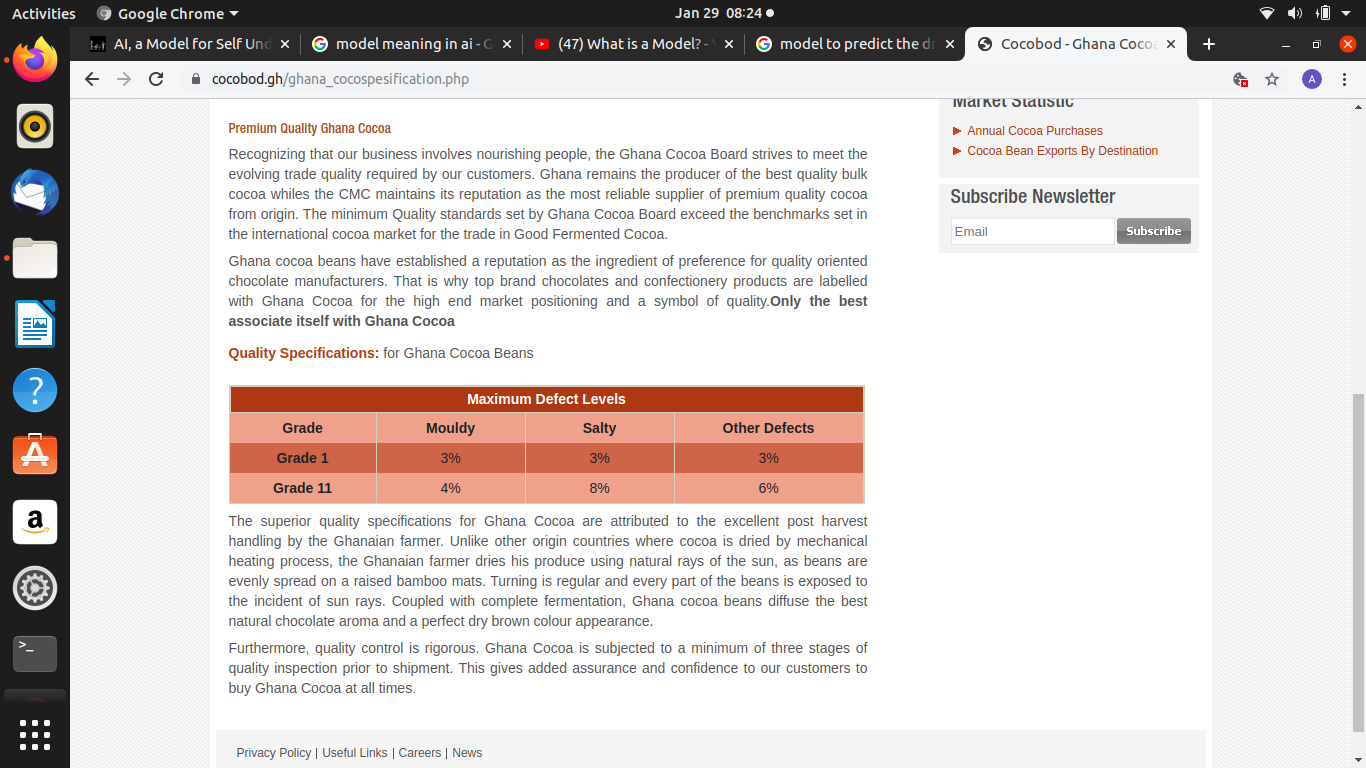 Activities Google Chrome Jan 29 08:24
AI, a Model for Self Und model meaning in ai - G (47) What is a Model? - model to predict the dr Cocobod - Ghana Cocoa
cocobod.gh/ghana_cocospesification.php A
Premium Quality Ghana Cocoa
Recognizing that our business involves nourishing people, the Ghana Cocoa Board strives to meet the
evolving trade quality required by our customers. Ghana remains the producer of the best quality bulk
cocoa whiles the CMC maintains its reputation as the most reliable supplier of premium quality cocoa
from origin. The minimum Quality standards set by Ghana Cocoa Board exceed the benchmarks set in
the international cocoa market for the trade in Good Fermented Cocoa.
Ghana cocoa beans have established a reputation as the ingredient of preference for quality oriented
chocolate manufacturers. That is why top brand chocolates and confectionery products are labelled
with Ghana Cocoa for the high end market positioning and a symbol of quality.Only the best
associate itself with Ghana Cocoa
Quality Specifications: for Ghana Cocoa Beans
Maximum Defect Levels
Grade Mouldy Salty Other Defects
Grade 1 3% 3% 3%
Grade 11 4% 8% 6%
The superior quality specifications for Ghana Cocoa are attributed to the excellent post harvest
handling by the Ghanaian farmer. Unlike other origin countries where cocoa is dried by mechanical
heating process, the Ghanaian farmer dries his produce using natural rays of the sun, as beans are
evenly spread on a raised bamboo mats. Turning is regular and every part of the beans is exposed to
the incident of sun rays. Coupled with complete fermentation, Ghana cocoa beans diffuse the best
natural chocolate aroma and a perfect dry brown colour appearance.
Furthermore, quality control is rigorous. Ghana Cocoa is subjected to a minimum of three stages of
quality inspection prior to shipment. This gives added assurance and confidence to our customers to
buy Ghana Cocoa at all times.
Market Statistic
Annual Cocoa Purchases
Cocoa Bean Exports By Destination
Subscribe Newsletter
Email Subscribe
Privacy Policy | Useful Links | Careers | News